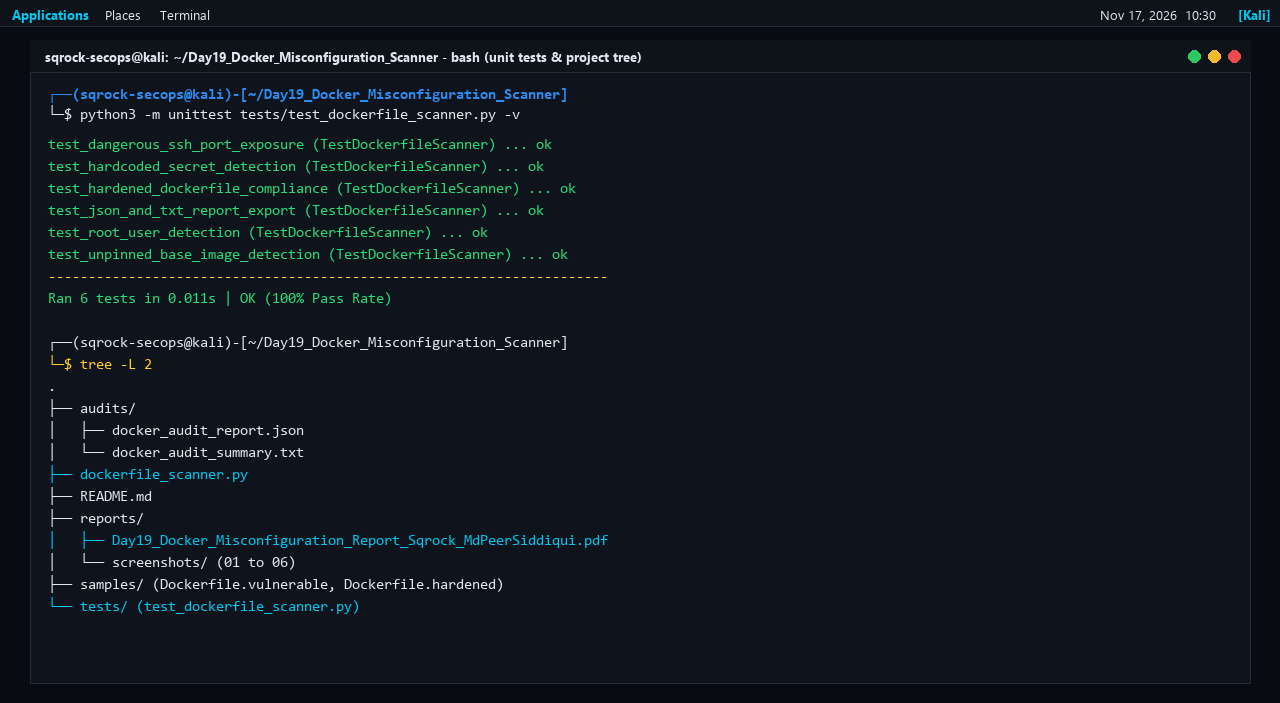 Applications Places Terminal Nov 17, 2026 10:30 [Kali]
sqrock-secops@kali: ~/Day19_Docker_Misconfiguration_Scanner - bash (unit tests & project tree)
┌──(sqrock-secops@kali)-[~/Day19_Docker_Misconfiguration_Scanner]
└─$ python3 -m unittest tests/test_dockerfile_scanner.py -v
test_dangerous_ssh_port_exposure (TestDockerfileScanner) ... ok
test_hardcoded_secret_detection (TestDockerfileScanner) ... ok
test_hardened_dockerfile_compliance (TestDockerfileScanner) ... ok
test_json_and_txt_report_export (TestDockerfileScanner) ... ok
test_root_user_detection (TestDockerfileScanner) ... ok
test_unpinned_base_image_detection (TestDockerfileScanner) ... ok
----------------------------------------------------------------------
Ran 6 tests in 0.011s | OK (100% Pass Rate)
┌──(sqrock-secops@kali)-[~/Day19_Docker_Misconfiguration_Scanner]
└─$ tree -L 2
.
├── audits/
│   ├── docker_audit_report.json
│   └── docker_audit_summary.txt
├── dockerfile_scanner.py
├── README.md
├── reports/
│   ├── Day19_Docker_Misconfiguration_Report_Sqrock_MdPeerSiddiqui.pdf
│   └── screenshots/ (01 to 06)
├── samples/ (Dockerfile.vulnerable, Dockerfile.hardened)
└── tests/ (test_dockerfile_scanner.py)